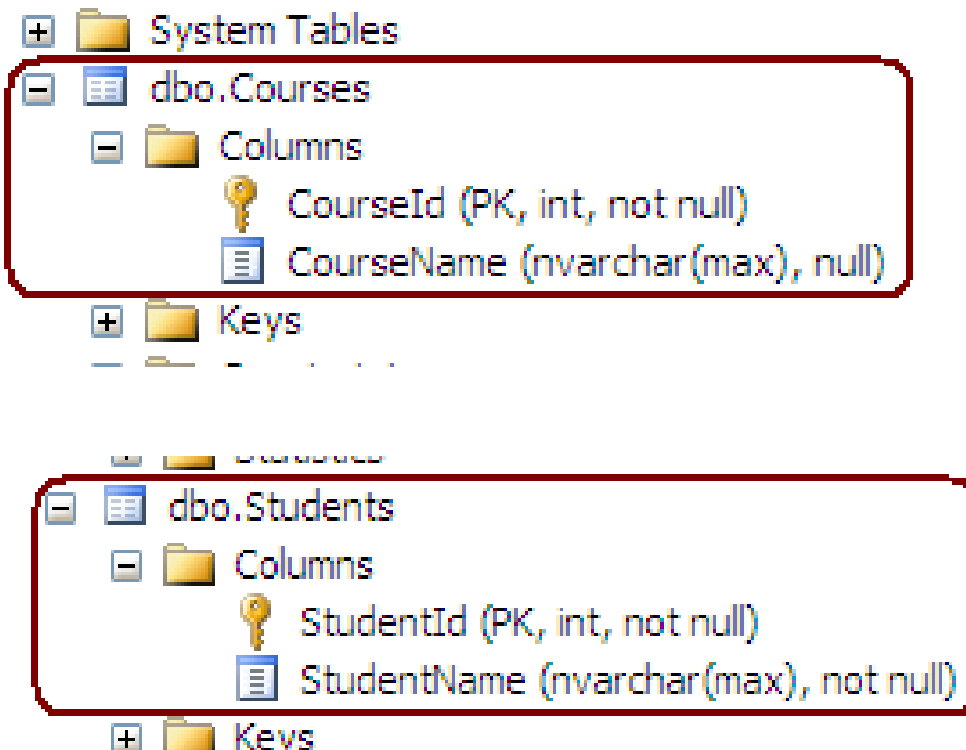 System Tables
dbo.Courses
Columns
CourseId (PK, int, not null)
CourseName (nvarchar(max), null)
Keys
dbo.Students
Columns
StudentId (PK, int, not null)
StudentName (nvarchar(max), not null)
Keys